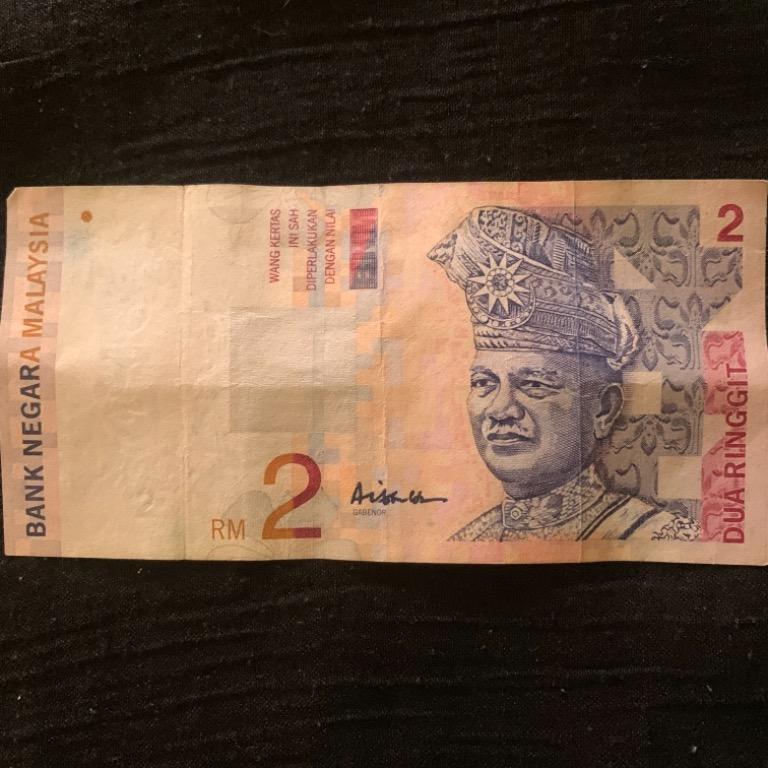 BANK NEGARA MALAYSIA
WANG KERTAS
INI SAH
DIPERLAKUKAN
DENGAN NILAI
RM 2
GABENOR
2
DUA RINGGIT